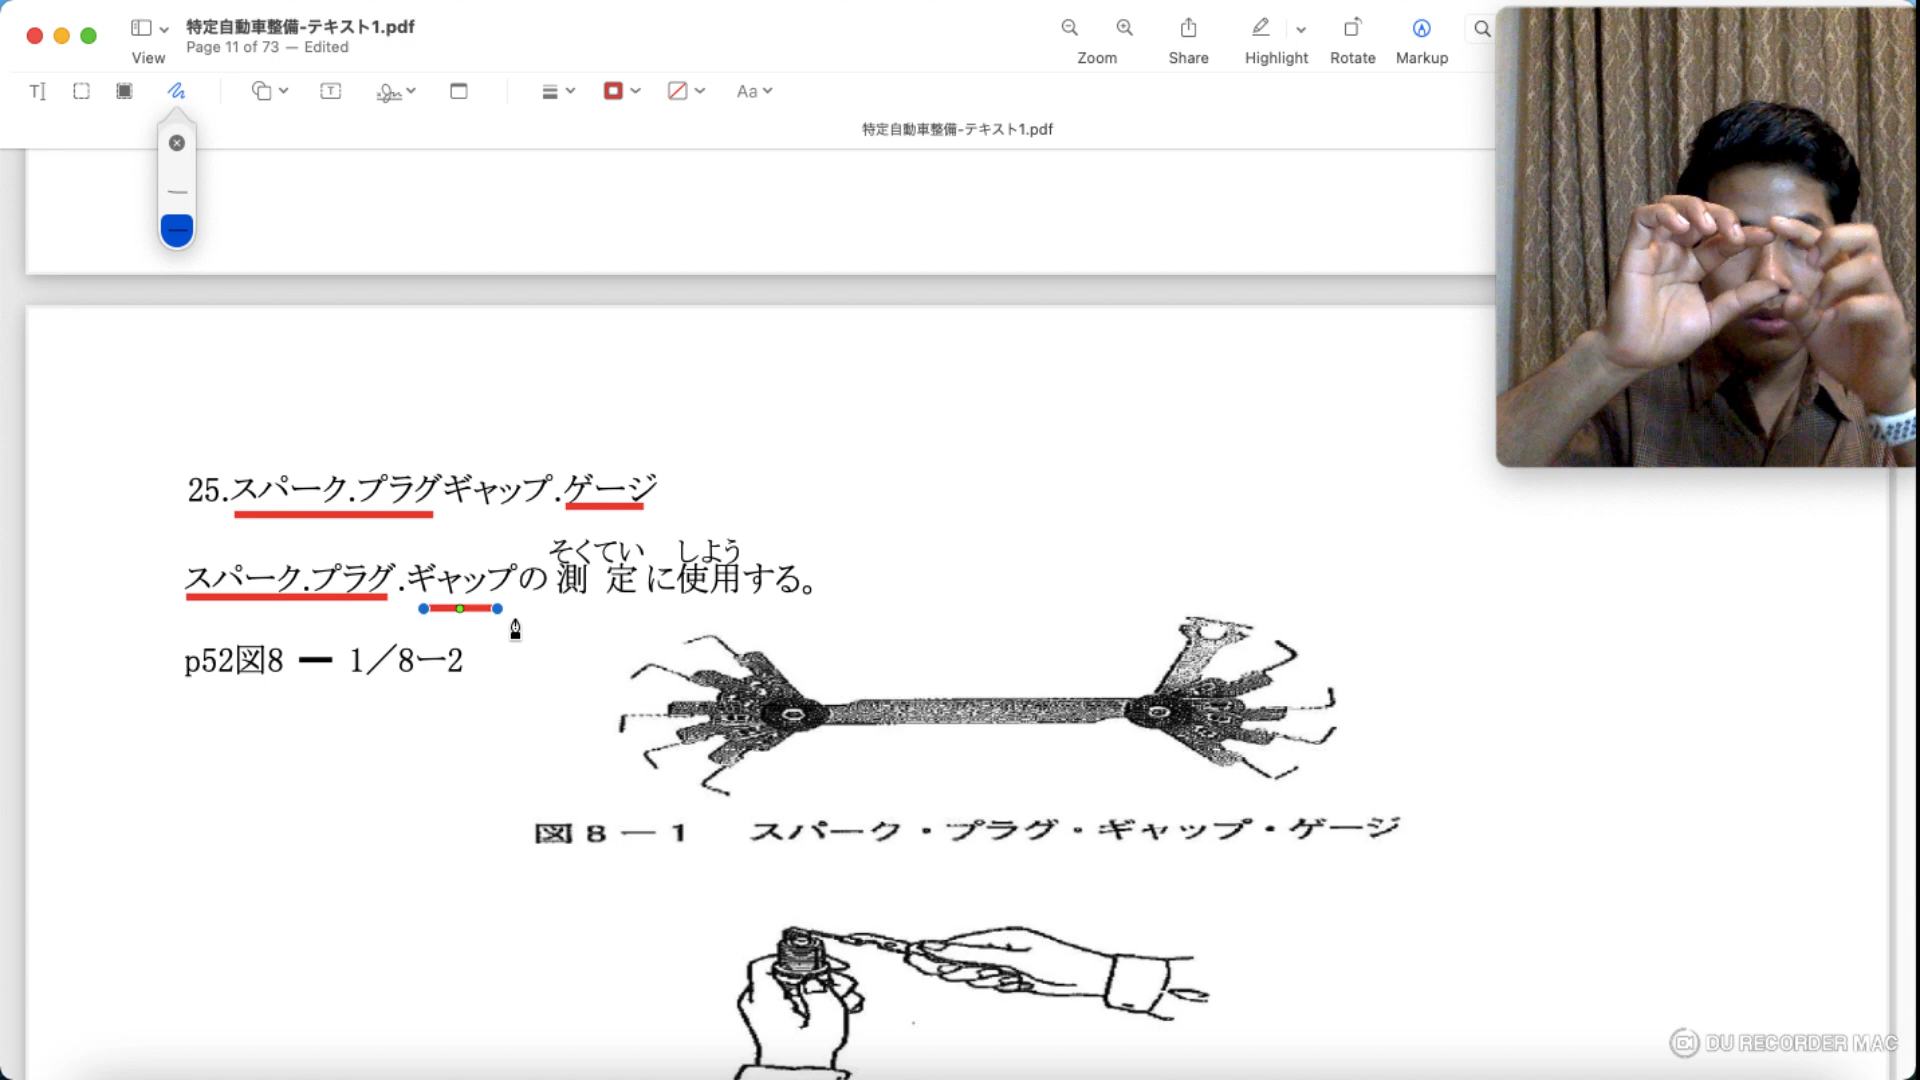 特定自動車整備-テキスト1.pdf
Page 11 of 73 — Edited
View
Zoom
Share
Highlight
Rotate
Markup
Aa
特定自動車整備-テキスト1.pdf
25.スパーク.プラグギャップ.ゲージ
そくてい しよう
スパーク.プラグ.ギャップの測定に使用する。
p52図8 ー 1／8ー2
図8－1 スパーク・プラグ・ギャップ・ゲージ
DU RECORDER MAC